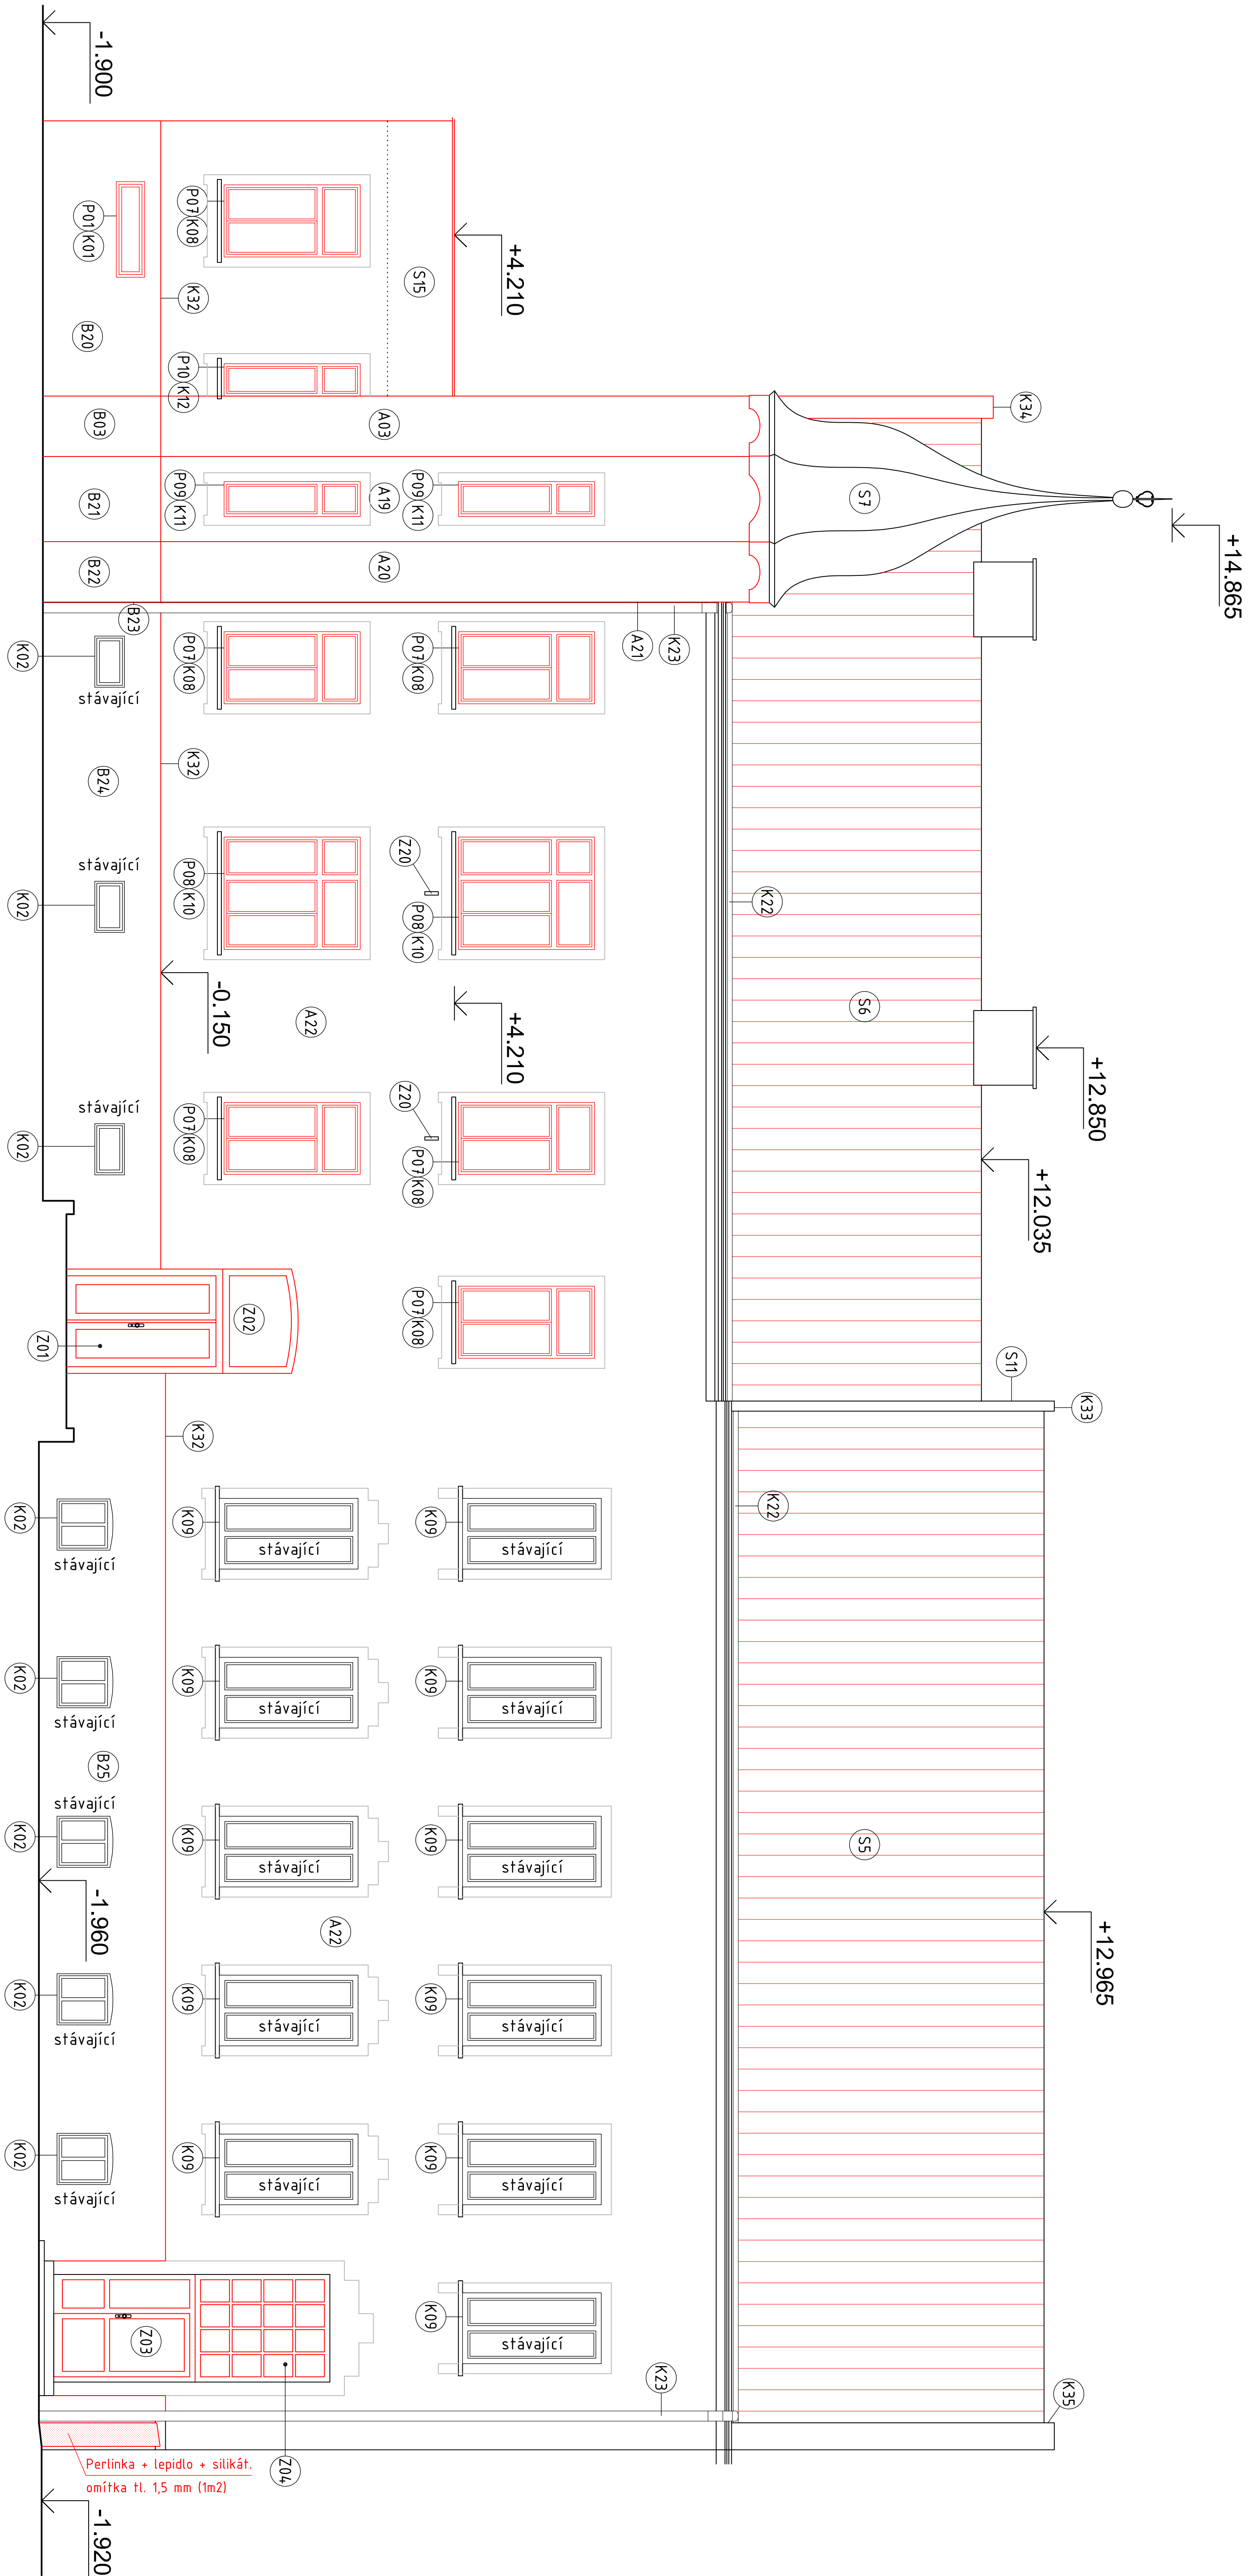 +14.865
+12.965
+12.850
K33
K35
+12.035
K34
S11
S7
S6
S5
K22
K22
K23
K23
A21
+4.210
+4.210
S15
P09 K11
P07 K08
Z20
P08 K10
Z20
P07 K08
P07 K08
K09
stávající
K09
stávající
K09
stávající
K09
stávající
K09
stávající
K09
stávající
A03
A19
A20
A22
A22
Z04
Z02
-0.150
P07 K08
K32
P10 K12
P09 K11
P07 K08
K32
P08 K10
P07 K08
K32
K09
stávající
K09
stávající
K09
stávající
K09
stávající
K09
stávající
Z03
Perlinka + lepidlo + silikát.
omítka tl. 1,5 mm (1m2)
-1.900
P01 K01
B20
B03
B21
B22
B23
B24
B25
K02
stávající
K02
stávající
K02
stávající
Z01
K02
stávající
K02
stávající
K02
stávající
K02
stávající
K02
stávající
-1.960
-1.920